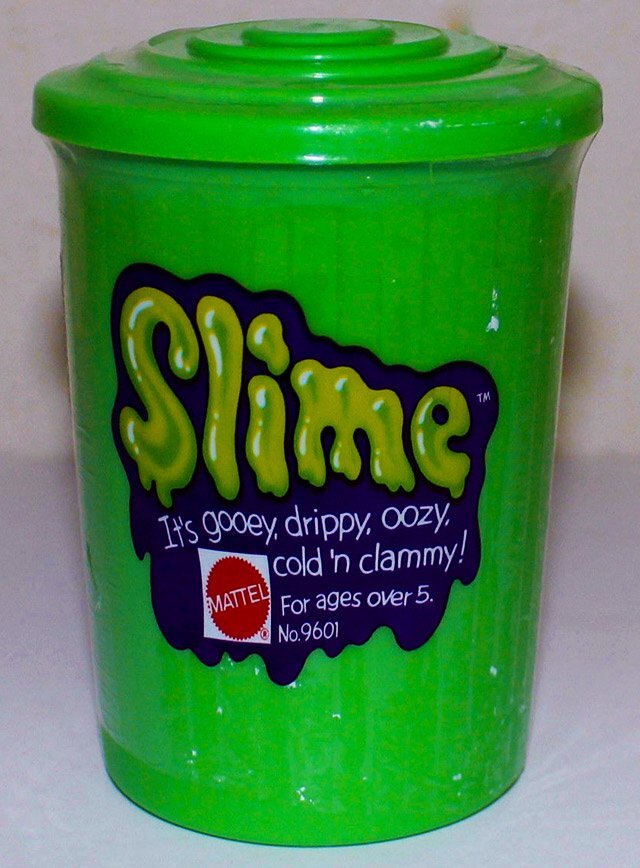 Slime™
It's gooey, drippy, oozy,
cold 'n clammy!
MATTEL®
For ages over 5.
No.9601